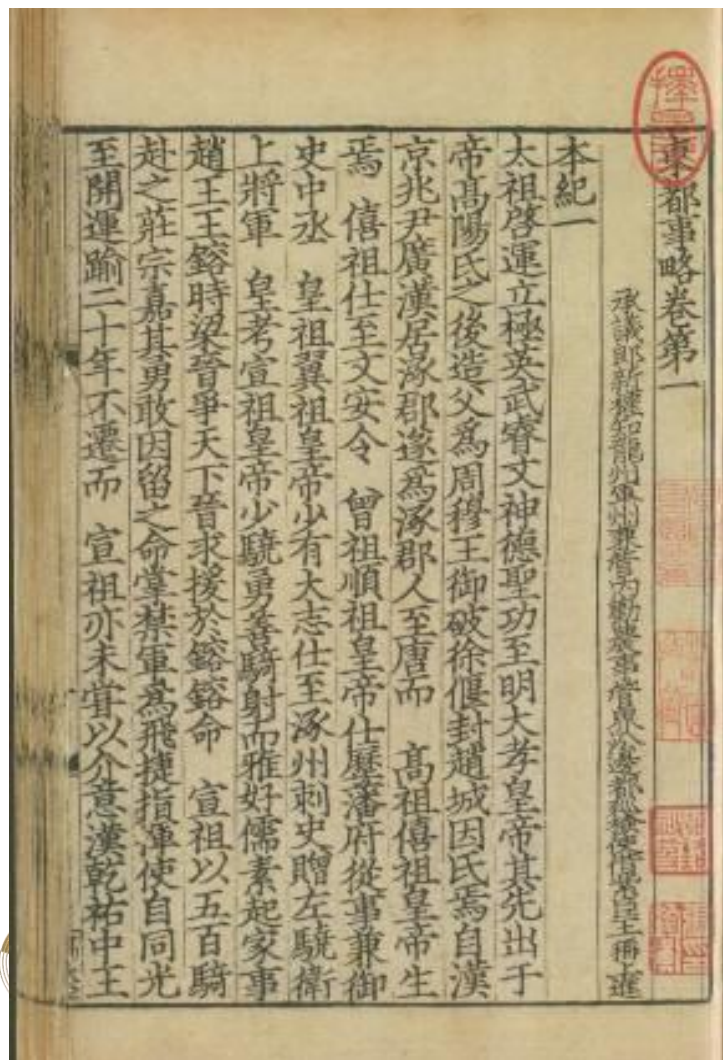 東都事略卷第一
承議郎新權知龍州軍州兼管內勸農事管界沿邊都巡檢使借紫臣王稱上進
本紀一
太祖啓運立極英武睿文神德聖功至明大孝皇帝其先出于
帝高陽氏之後造父爲周穆王御破徐偃封趙城因氏焉自漢
京兆尹廣漢居涿郡遂爲涿郡人至唐而 高祖僖祖皇帝生
焉 僖祖仕至文安令 曾祖順祖皇帝仕歷藩府從事兼御
史中丞 皇祖翼祖皇帝少有大志仕至涿州刺史贈左驍衛
上將軍 皇考宣祖皇帝少驍勇善騎射而雅好儒素起家事
趙王王鎔時梁晉爭天下晉求援於鎔鎔命 宣祖以五百騎
赴之莊宗嘉其勇敢因留之命掌禁軍爲飛捷指渾使自同光
至開運踰二十年不遷而 宣祖亦未甞以介意漢乾祐中王